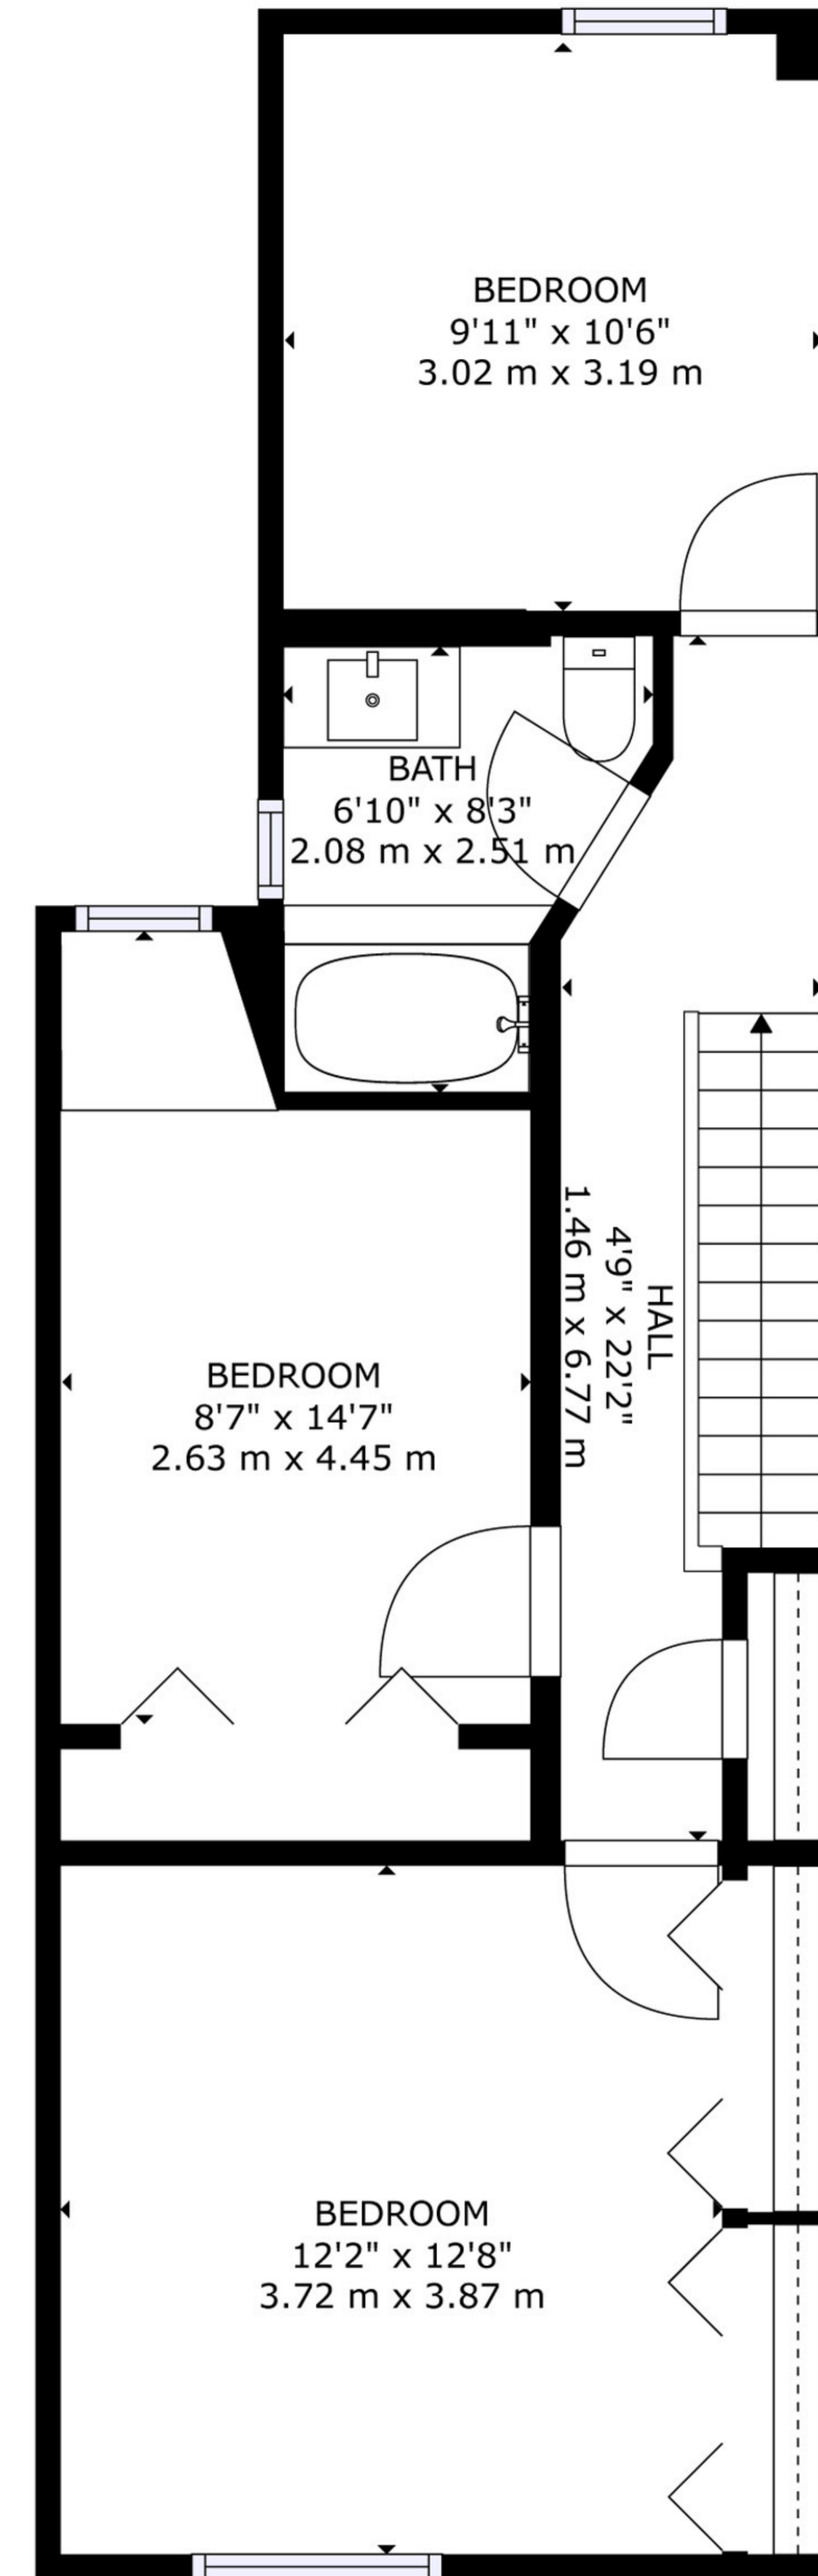 BEDROOM
9'11" x 10'6"
3.02 m x 3.19 m
BATH
6'10" x 8'3"
2.08 m x 2.51 m
HALL
4'9" x 22'2"
1.46 m x 6.77 m
BEDROOM
8'7" x 14'7"
2.63 m x 4.45 m
BEDROOM
12'2" x 12'8"
3.72 m x 3.87 m